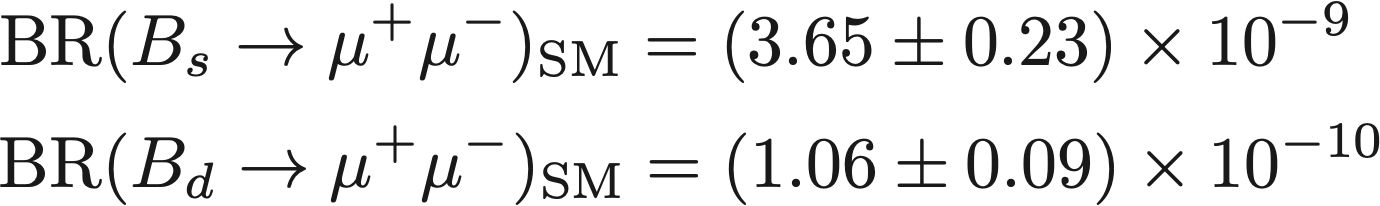 BR(B_s → μ⁺μ⁻)_SM = (3.65 ± 0.23) × 10⁻⁹
BR(B_d → μ⁺μ⁻)_SM = (1.06 ± 0.09) × 10⁻¹⁰